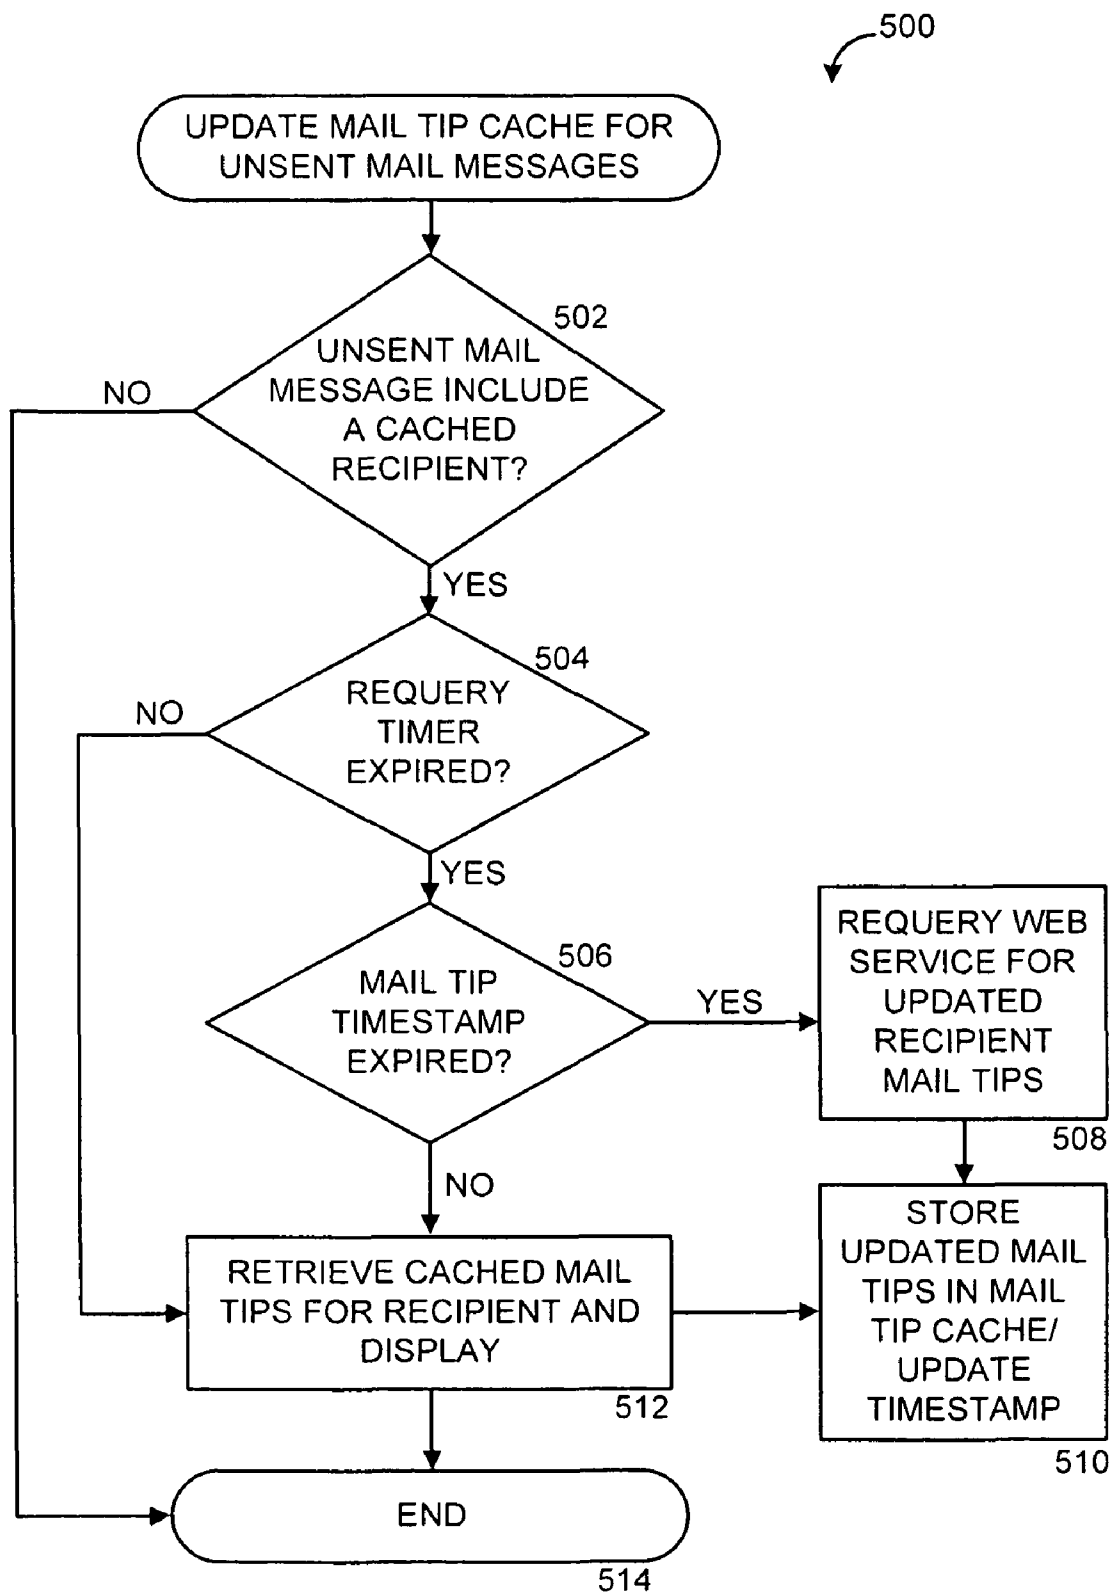 500
UPDATE MAIL TIP CACHE FOR
UNSENT MAIL MESSAGES
502
UNSENT MAIL
MESSAGE INCLUDE
A CACHED
RECIPIENT?
NO
YES
504
REQUERY
TIMER
EXPIRED?
NO
YES
506
MAIL TIP
TIMESTAMP
EXPIRED?
YES
REQUERY WEB
SERVICE FOR
UPDATED
RECIPIENT
MAIL TIPS
508
NO
STORE
UPDATED MAIL
TIPS IN MAIL
TIP CACHE/
UPDATE
TIMESTAMP
510
RETRIEVE CACHED MAIL
TIPS FOR RECIPIENT AND
DISPLAY
512
END
514